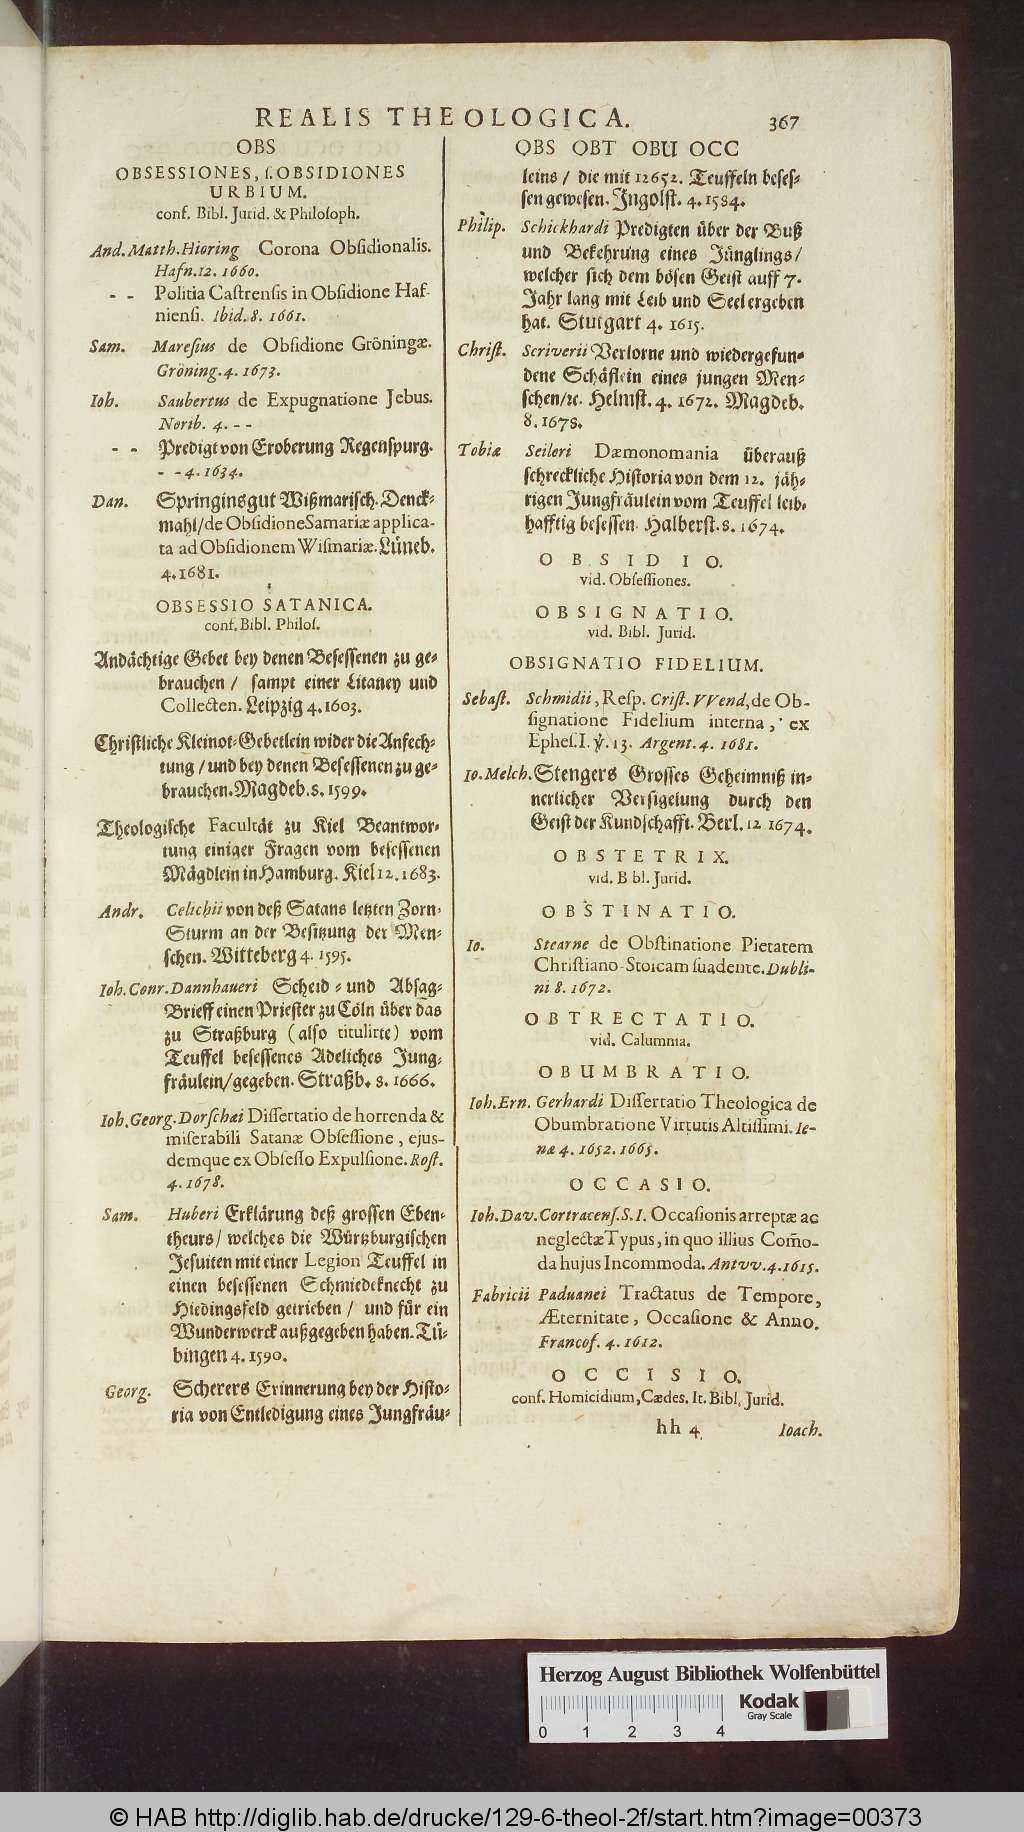 REALIS THEOLOGICA.
367
OBS
OBSESSIONES, ſ. OBSIDIONES
URBIUM.
conf. Bibl. Jurid. & Philoſoph.
And. Matth. Hiöring Corona Obſidionalis.
Hafn. 12. 1660.
- - Politia Caſtrenſis in Obſidione Haf-
nienſi. Ibid. 8. 1661.
Sam. Mareſius de Obſidione Gröningæ.
Gröning. 4. 1673.
Ioh. Saubertus de Expugnatione Jebus.
Norib. 4. - -
- - Predigt von Eroberung Regenſpurg.
- - 4. 1634.
Dan. Springinsgut Wißmariſch. Denck-
mahl/de Obſidione Samariæ applica-
ta ad Obſidionem Wiſmariæ. Lüneb.
4. 1681.
OBSESSIO SATANICA.
conf. Bibl. Philoſ.
Andächtige Gebet bey denen Beſeſſenen zu ge-
brauchen / ſampt einer Litaney und
Collecten. Leipzig 4. 1603.
Chriſtliche Kleinot-Gebetlein wider die Anfech-
tung / und bey denen Beſeſſenen zu ge-
brauchen. Magdeb. 8. 1599.
Theologiſche Facultät zu Kiel Beantwor-
tung einiger Fragen vom beſeſſenen
Mägdlein in Hamburg. Kiel 12. 1683.
Andr. Celichii von deß Satans letzten Zorn-
Sturm an der Beſitzung der Men-
ſchen. Witteberg 4. 1595.
Ioh. Conr. Dannhaueri Scheid - und Abſag-
Brieff einen Prieſter zu Cöln über das
zu Straßburg (alſo titulirte) vom
Teuffel beſeſſenes Adeliches Jung-
fräulein/gegeben. Straßb. 8. 1666.
Ioh. Georg. Dorſchæi Diſſertatio de horrenda &
miſerabili Satanæ Obſeſſione, ejus-
demque ex Obſeſſo Expulſione. Roſt.
4. 1678.
Sam. Huberi Erklärung deß groſſen Eben-
theurs/ welches die Würtzburgiſchen
Jeſuiten mit einer Legion Teuffel in
einen beſeſſenen Schmiedeknecht zu
Hiedingsfeld getrieben / und für ein
Wunderwerck außgegeben haben. Tü-
bingen 4. 1590.
Georg. Scherers Erinnerung bey der Hiſto-
ria von Entledigung eines Jungfräu-
OBS OBT OBU OCC
leins / die mit 12652. Teuffeln beſeſ-
ſen geweſen. Ingolſt. 4. 1584.
Philip. Schickhardi Predigten über der Buß
und Bekehrung eines Jünglings/
welcher ſich dem böſen Geiſt auff 7.
Jahr lang mit Leib und Seel ergeben
hat. Stutgart 4. 1615.
Chriſt. Scriverii Verlorne und wiedergefun-
dene Schäflein eines jungen Men-
ſchen/ꝛc. Helmſt. 4. 1672. Magdeb.
8. 1678.
Tobiæ Seileri Dæmonomania überauß
ſchreckliche Hiſtoria von dem 12. jäh-
rigen Jungfräulein vom Teuffel leib-
hafftig beſeſſen. Halberſt. 8. 1674.
OBSIDIO.
vid. Obſeſſiones.
OBSIGNATIO.
vid. Bibl. Jurid.
OBSIGNATIO FIDELIUM.
Sebaſt. Schmidii, Reſp. Criſt. VVend, de Ob-
ſignatione Fidelium interna, ex
Epheſ. I. ℣. 13. Argent. 4. 1681.
Io. Melch. Stengers Groſſes Geheimniß in-
nerlicher Verſigelung durch den
Geiſt der Kundſchafft. Berl. 12 1674.
OBSTETRIX.
vid. Bibl. Jurid.
OBSTINATIO.
Io. Stearne de Obſtinatione Pietatem
Chriſtiano-Stoicam ſuadente. Dubli-
ni 8. 1672.
OBTRECTATIO.
vid. Calumnia.
OBUMBRATIO.
Ioh. Ern. Gerhardi Diſſertatio Theologica de
Obumbratione Virtutis Altiſſimi. Ie-
næ 4. 1652. 1665.
OCCASIO.
Ioh. Dav. Cortracenſ. S. I. Occaſionis arreptæ ac
neglectæ Typus, in quo illius Com̃o-
da hujus Incommoda. Antvv. 4. 1615.
Fabricii Paduanei Tractatus de Tempore,
Æternitate, Occaſione & Anno.
Francof. 4. 1612.
OCCISIO.
conf. Homicidium, Cædes. It. Bibl. Jurid.
hh 4
Ioach.
Herzog August Bibliothek Wolfenbüttel
Kodak
Gray Scale
0 1 2 3 4
© HAB http://diglib.hab.de/drucke/129-6-theol-2f/start.htm?image=00373